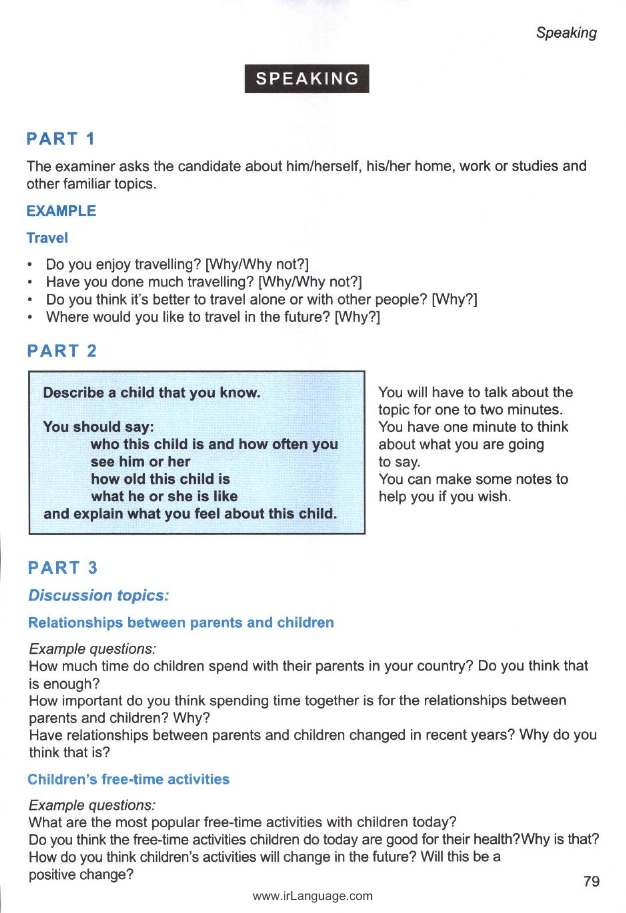 Speaking
SPEAKING
PART 1
The examiner asks the candidate about him/herself, his/her home, work or studies and
other familiar topics.
EXAMPLE
Travel
• Do you enjoy travelling? [Why/Why not?]
• Have you done much travelling? [Why/Why not?]
• Do you think it's better to travel alone or with other people? [Why?]
• Where would you like to travel in the future? [Why?]
PART 2
Describe a child that you know.
You should say:
who this child is and how often you
see him or her
how old this child is
what he or she is like
and explain what you feel about this child.
You will have to talk about the
topic for one to two minutes.
You have one minute to think
about what you are going
to say.
You can make some notes to
help you if you wish.
PART 3
Discussion topics:
Relationships between parents and children
Example questions:
How much time do children spend with their parents in your country? Do you think that
is enough?
How important do you think spending time together is for the relationships between
parents and children? Why?
Have relationships between parents and children changed in recent years? Why do you
think that is?
Children's free-time activities
Example questions:
What are the most popular free-time activities with children today?
Do you think the free-time activities children do today are good for their health?Why is that?
How do you think children's activities will change in the future? Will this be a
positive change?
79
www.irLanguage.com